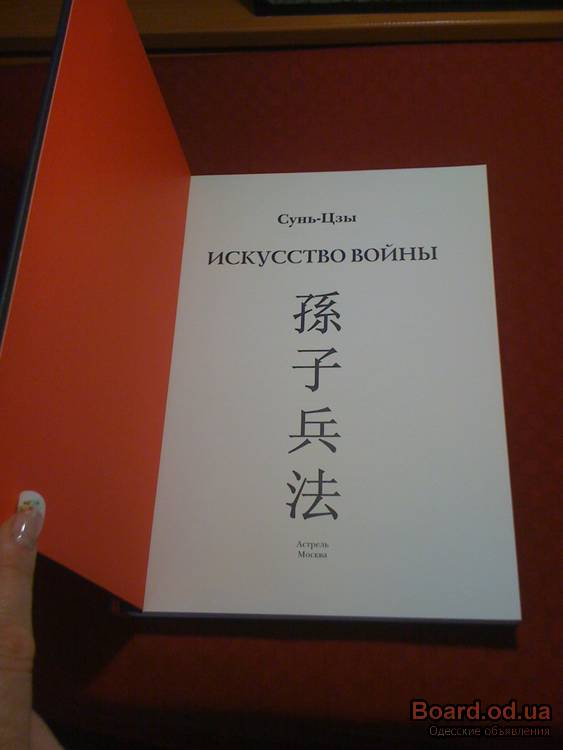 Сунь-Цзы
ИСКУССТВО ВОЙНЫ
孫
子
兵
法
Астрель
Москва
Board.od.ua
Одесские объявления